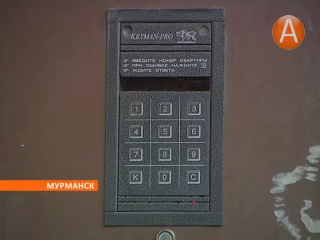 KEYMAN-PRO
ВВЕДИТЕ НОМЕР КВАРТИРЫ
ПРИ ОШИБКЕ НАЖМИТЕ C
ЖДИТЕ ОТВЕТА
1 2 3
4 5 6
7 8 9
K 0 C
А
МУРМАНСК